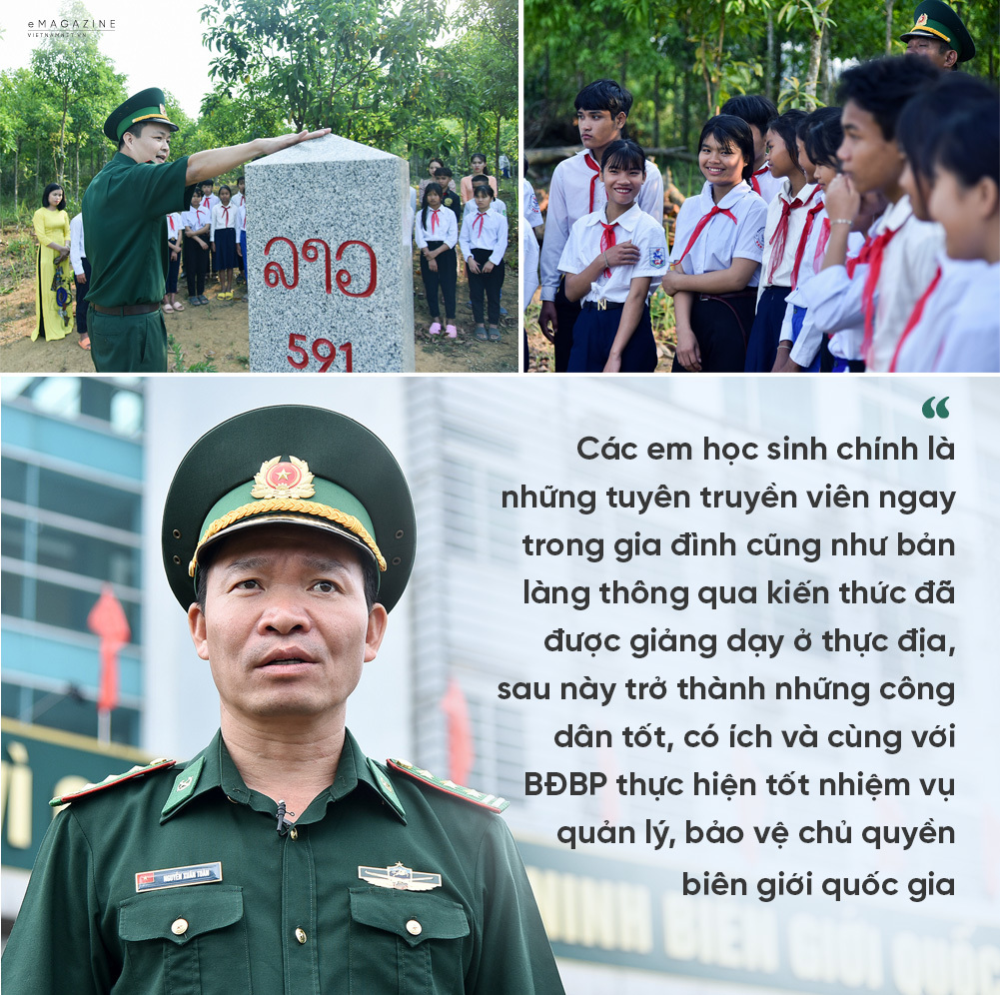 eMAGAZINE
VIETNAMNET.VN
ລາວ
591
N
“
Các em học sinh chính là
những tuyên truyền viên ngay
trong gia đình cũng như bản
làng thông qua kiến thức đã
được giảng dạy ở thực địa,
sau này trở thành những công
dân tốt, có ích và cùng với
BĐBP thực hiện tốt nhiệm vụ
quản lý, bảo vệ chủ quyền
biên giới quốc gia
NGUYỄN XUÂN TOÀN
NINH BIÊN GIỚI QUỐC